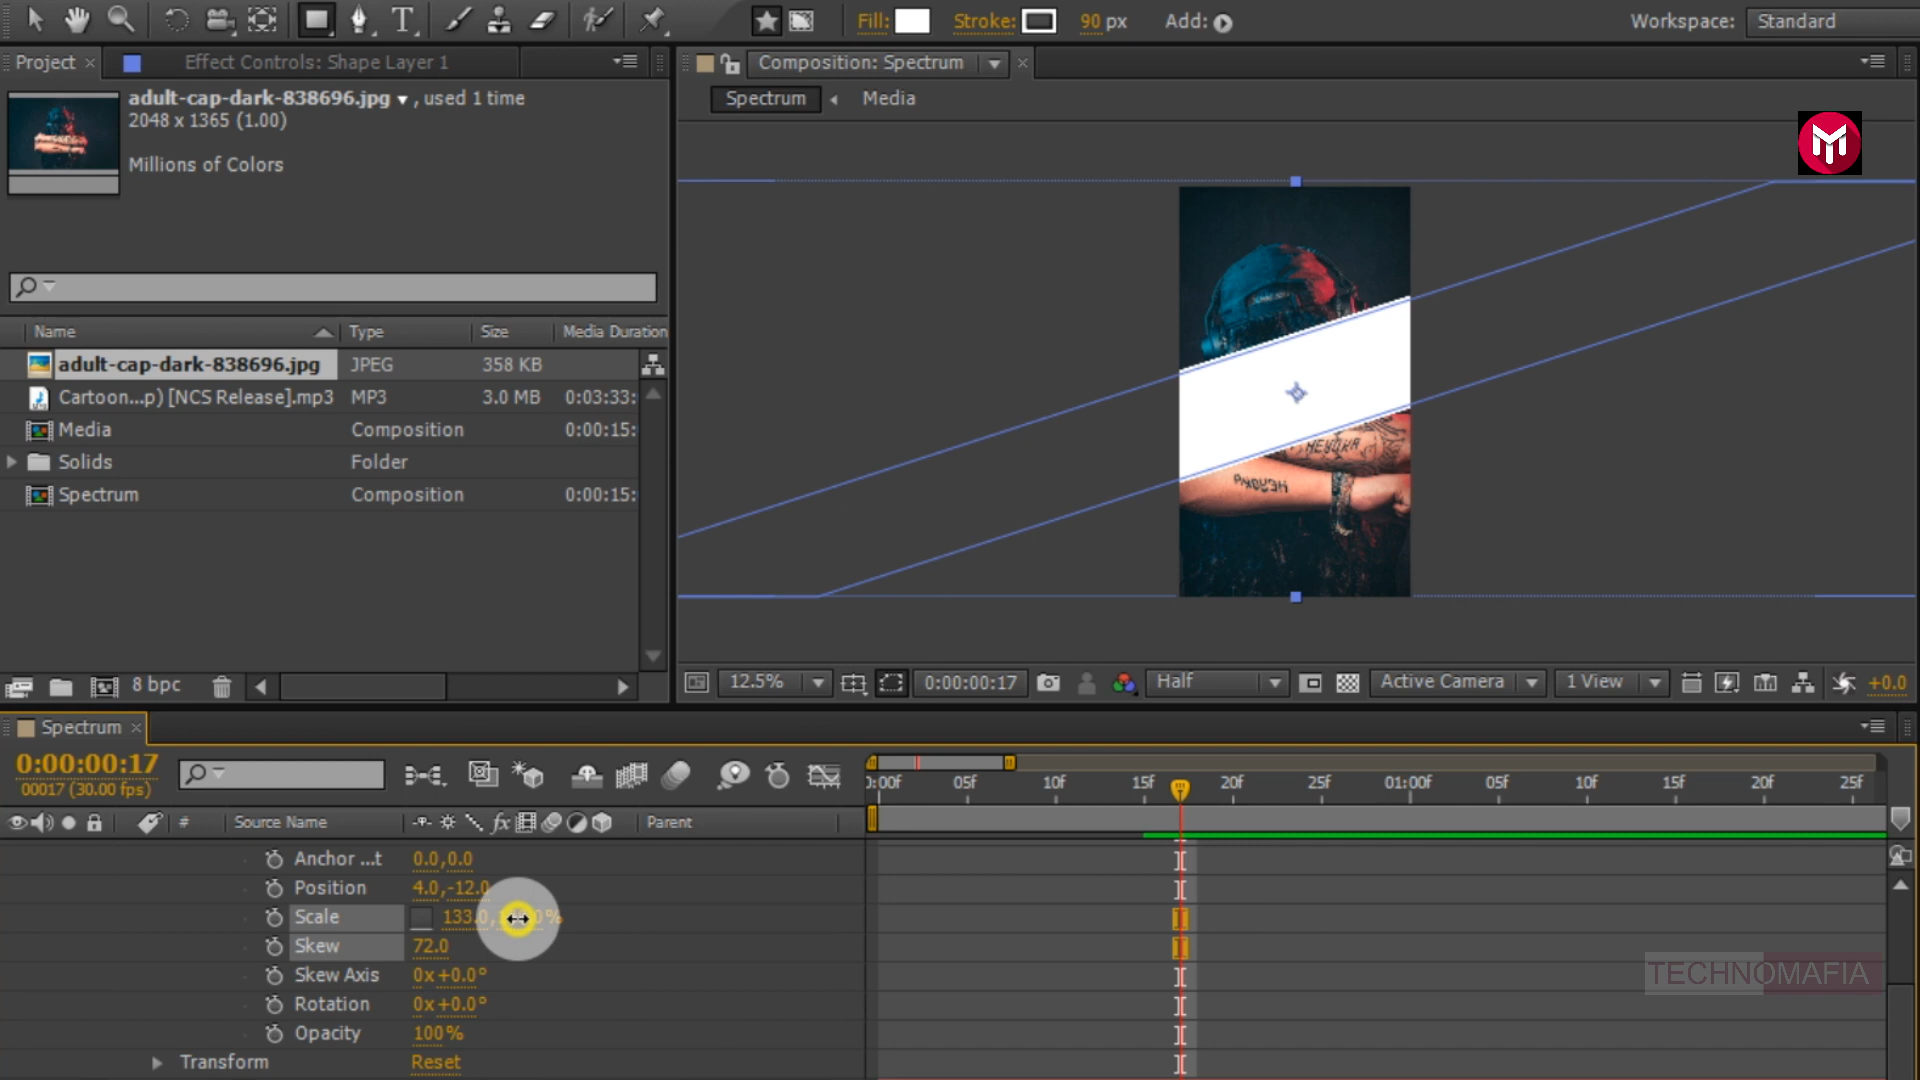 Fill: Stroke: 90 px Add: Workspace: Standard
Project Effect Controls: Shape Layer 1 Composition: Spectrum
adult-cap-dark-838696.jpg , used 1 time
2048 x 1365 (1.00)
Millions of Colors
Spectrum Media
Name Type Size Media Duration
adult-cap-dark-838696.jpg JPEG 358 KB
Cartoon...p) [NCS Release].mp3 MP3 3.0 MB 0:03:33:
Media Composition 0:00:15:
Solids Folder
Spectrum Composition 0:00:15:
8 bpc 12.5% 0:00:00:17 Half Active Camera 1 View +0.0
Spectrum
0:00:00:17
00017 (30.00 fps)
:00f 05f 10f 15f 20f 25f 01:00f 05f 10f 15f 20f 25f
# Source Name fx Parent
Anchor ...t 0.0,0.0
Position 4.0,-12.0
Scale 133.0, %
Skew 72.0
Skew Axis 0x+0.0°
Rotation 0x+0.0°
Opacity 100%
Transform Reset
TECHNOMAFIA